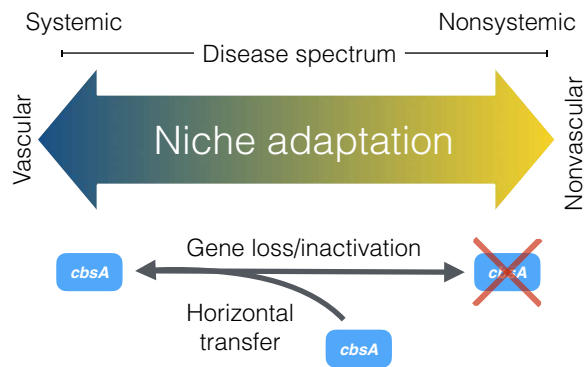 Systemic
Nonsystemic
Disease spectrum
Vascular
Niche adaptation
Nonvascular
Gene loss/inactivation
cbsA
cbsA
Horizontal
transfer
cbsA